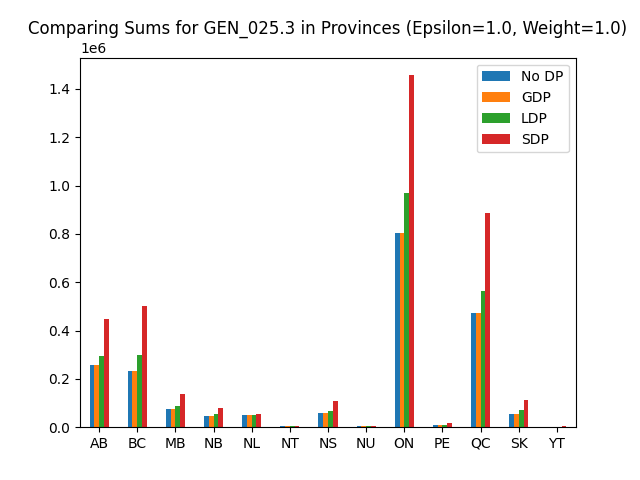 Comparing Sums for GEN_025.3 in Provinces (Epsilon=1.0, Weight=1.0)
1e6
No DP
GDP
LDP
SDP
1.4
1.2
1.0
0.8
0.6
0.4
0.2
0.0
AB BC MB NB NL NT NS NU ON PE QC SK YT